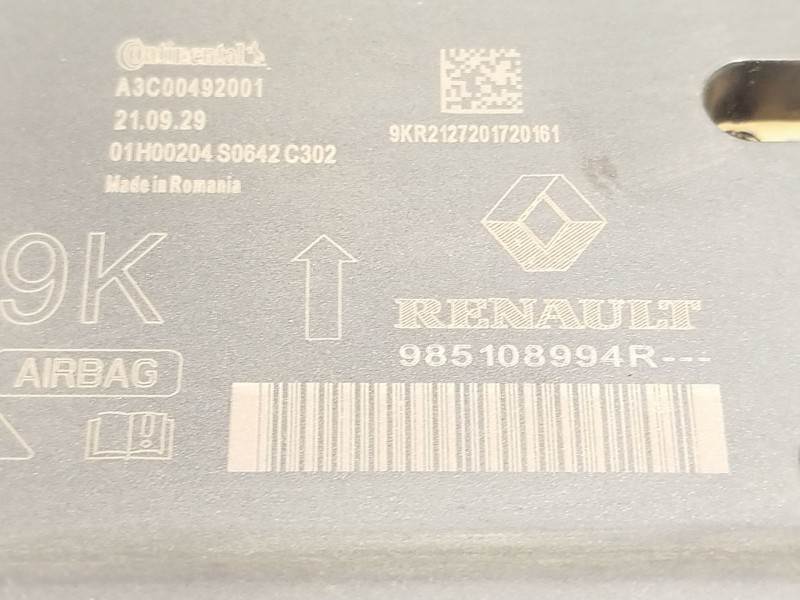 Continental
A3C00492001
21.09.29
01H00204 S0642 C302
Made in Romania
9KR2127201720161
9K
RENAULT
985108994R---
AIRBAG